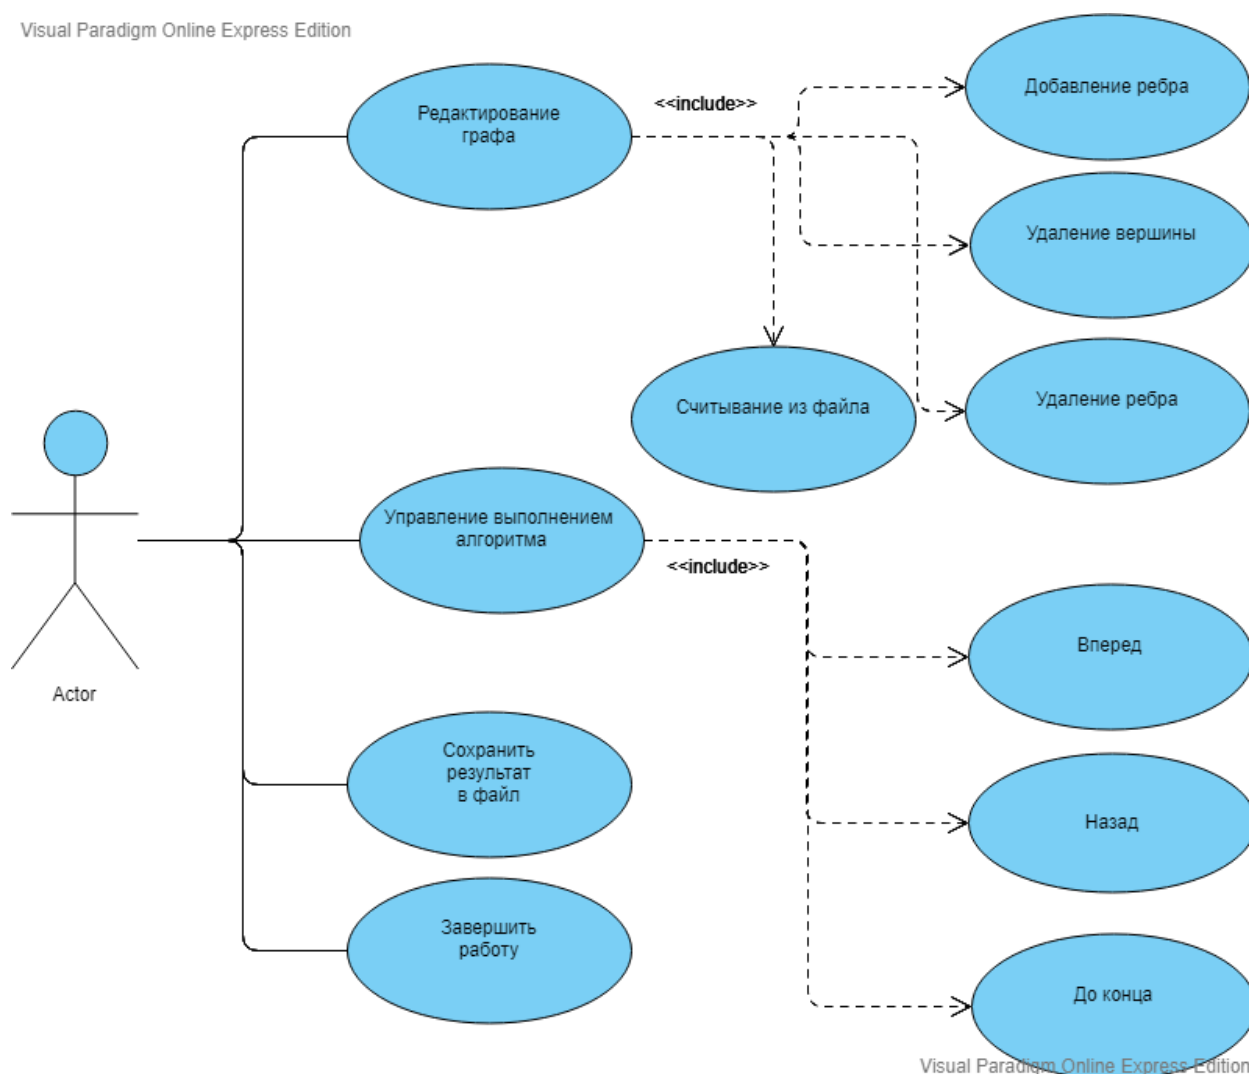 Visual Paradigm Online Express Edition
Редактирование
графа
<<include>>
Добавление ребра
Удаление вершины
Считывание из файла
Удаление ребра
Управление выполнением
алгоритма
<<include>>
Вперед
Actor
Сохранить
результат
в файл
Назад
Завершить
работу
До конца
Visual Paradigm Online Express Edition